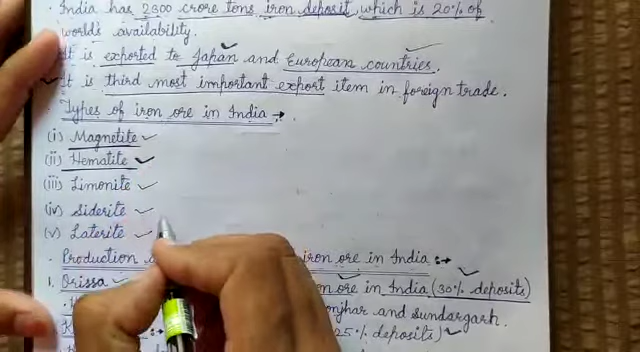 · India has 2300 crore tons iron deposit which is 20% of
world's availability.
It is exported to Japan and European countries.
It is third most important export item in foreign trade.
· Types of iron ore in India →
(i) Magnetite
(ii) Hematite
(iii) Limonite
(iv) Siderite
(v) Laterite
· Production iron ore in India :→
1. Orissa iron ore in India (30% deposits)
and Sundargarh.
25% deposits)